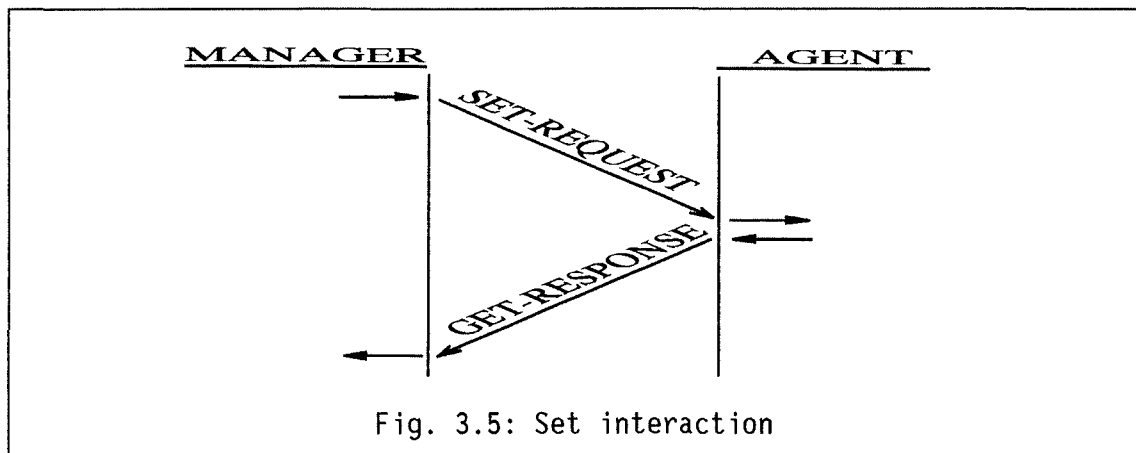 MANAGER
AGENT
SET-REQUEST
GET-RESPONSE
Fig. 3.5: Set interaction